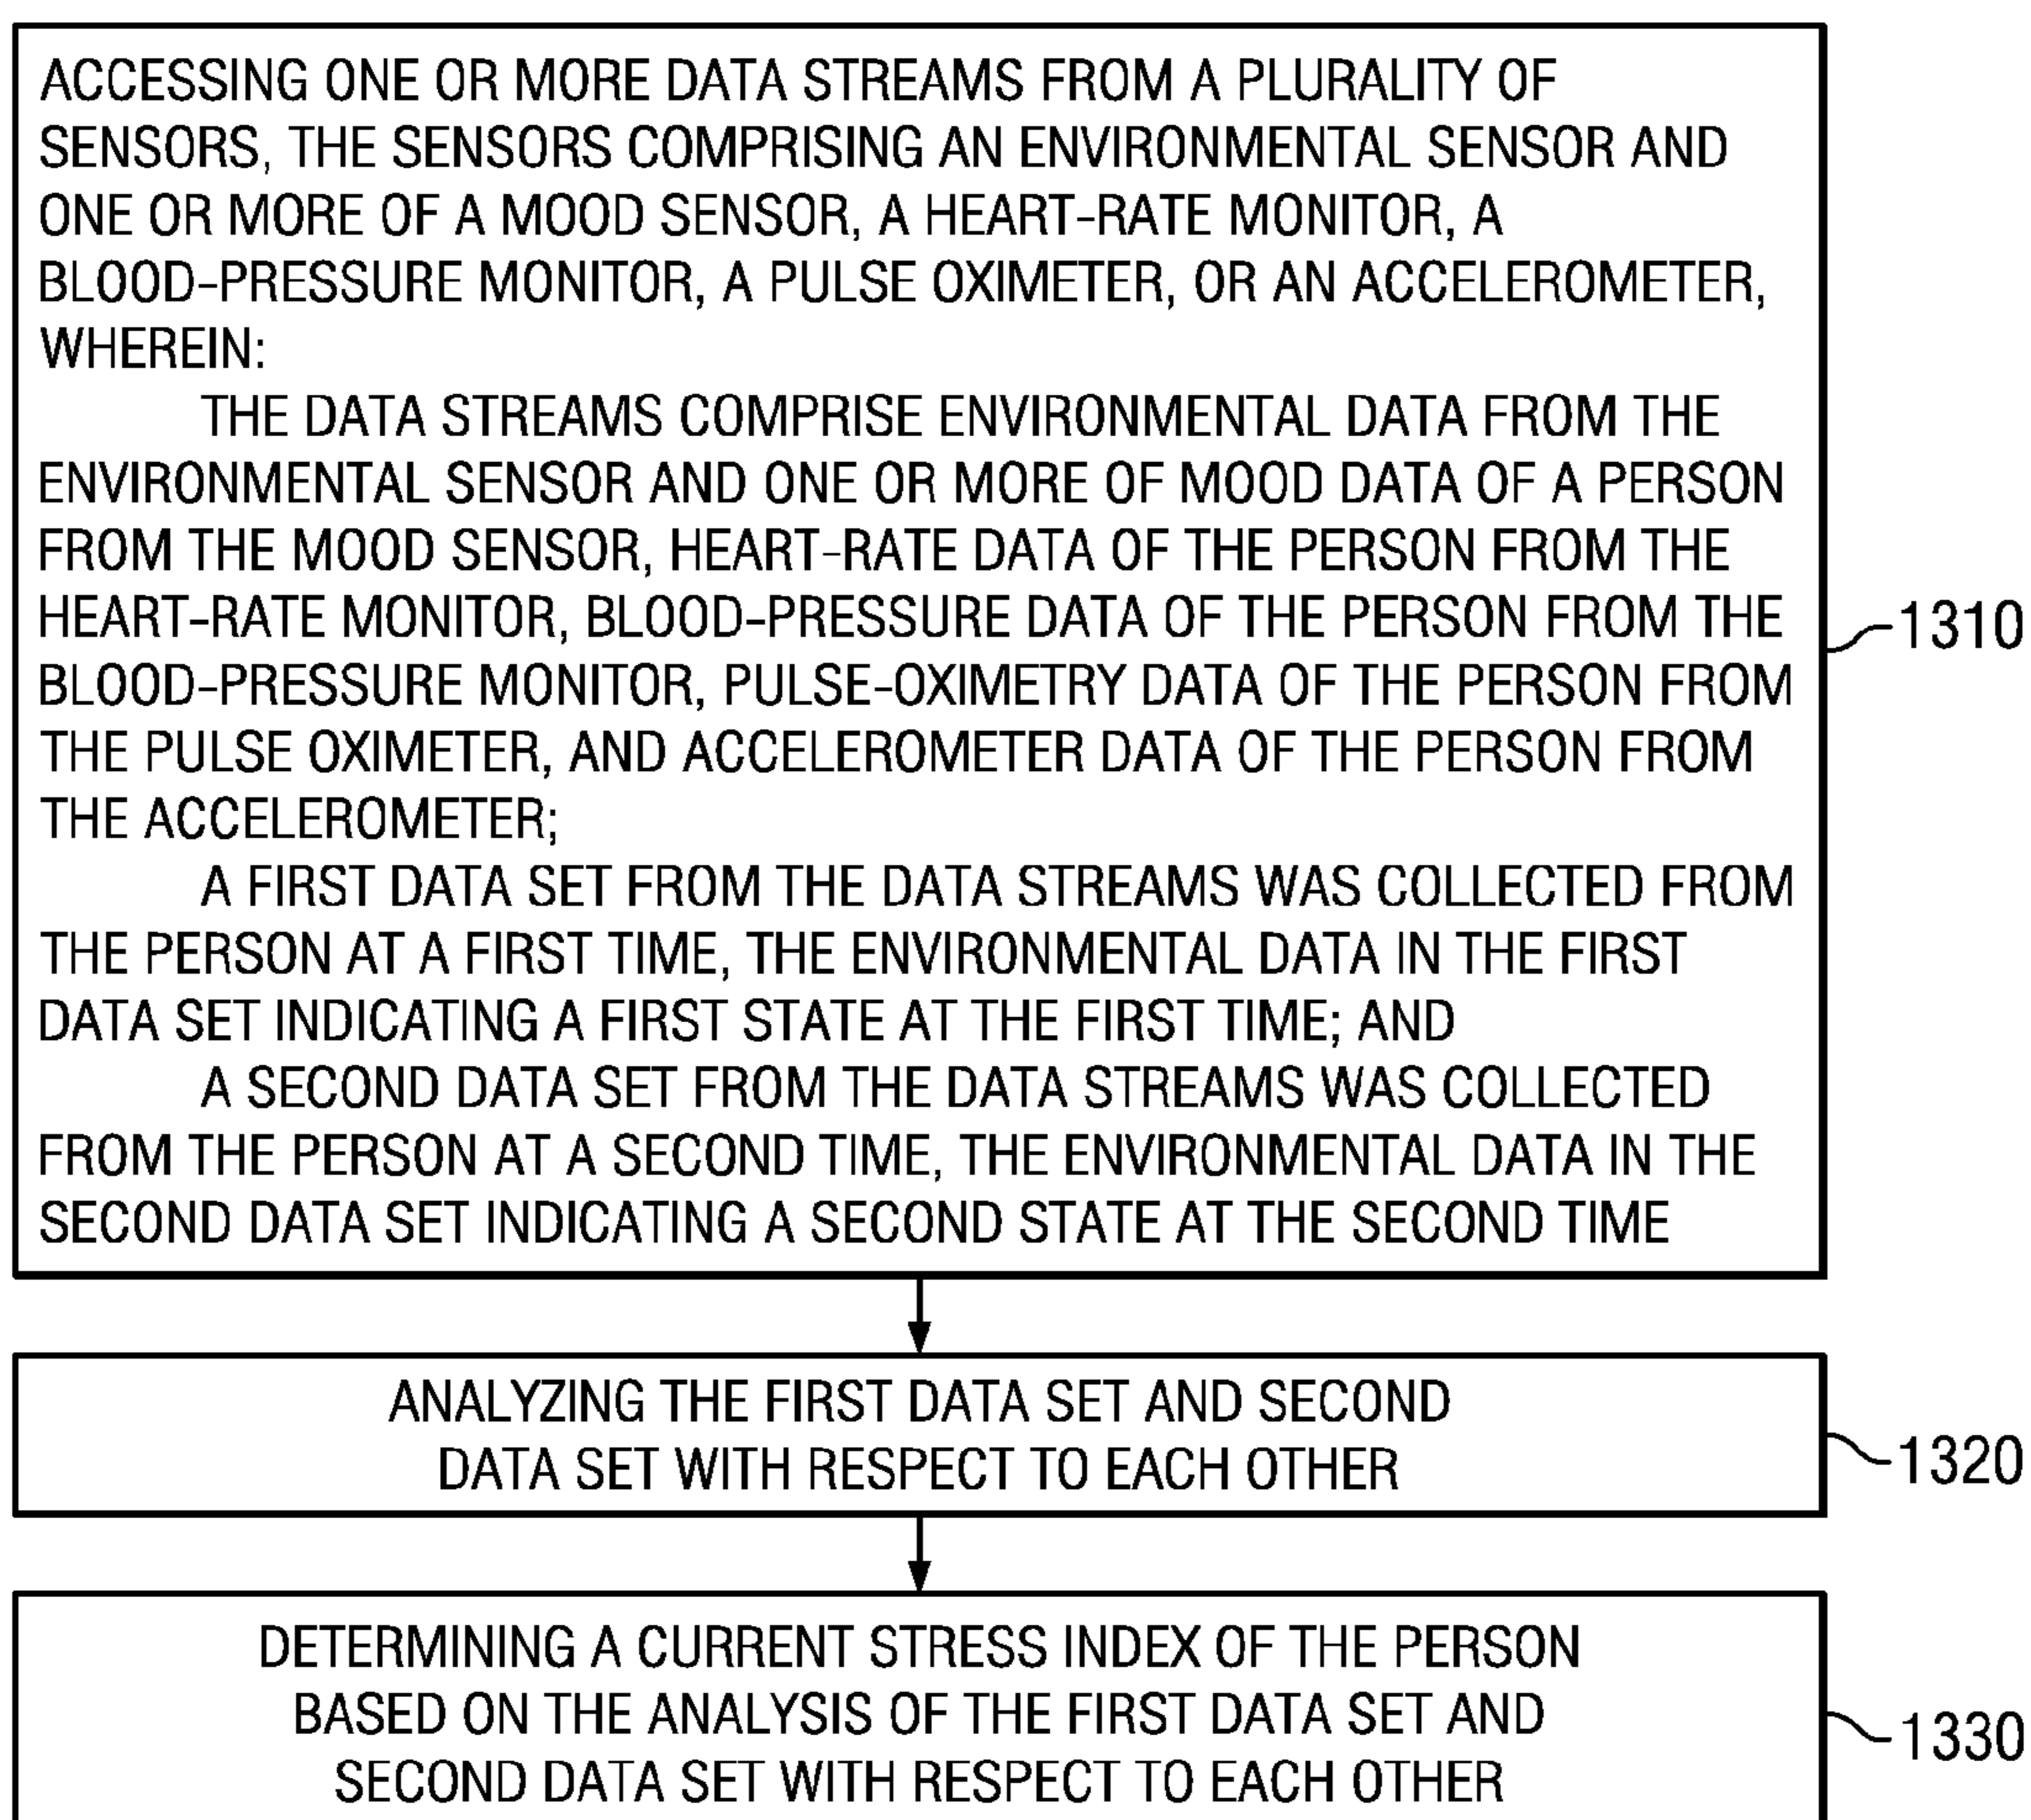 ACCESSING ONE OR MORE DATA STREAMS FROM A PLURALITY OF
SENSORS, THE SENSORS COMPRISING AN ENVIRONMENTAL SENSOR AND
ONE OR MORE OF A MOOD SENSOR, A HEART-RATE MONITOR, A
BLOOD-PRESSURE MONITOR, A PULSE OXIMETER, OR AN ACCELEROMETER,
WHEREIN:
THE DATA STREAMS COMPRISE ENVIRONMENTAL DATA FROM THE
ENVIRONMENTAL SENSOR AND ONE OR MORE OF MOOD DATA OF A PERSON
FROM THE MOOD SENSOR, HEART-RATE DATA OF THE PERSON FROM THE
HEART-RATE MONITOR, BLOOD-PRESSURE DATA OF THE PERSON FROM THE
BLOOD-PRESSURE MONITOR, PULSE-OXIMETRY DATA OF THE PERSON FROM
THE PULSE OXIMETER, AND ACCELEROMETER DATA OF THE PERSON FROM
THE ACCELEROMETER;
A FIRST DATA SET FROM THE DATA STREAMS WAS COLLECTED FROM
THE PERSON AT A FIRST TIME, THE ENVIRONMENTAL DATA IN THE FIRST
DATA SET INDICATING A FIRST STATE AT THE FIRST TIME; AND
A SECOND DATA SET FROM THE DATA STREAMS WAS COLLECTED
FROM THE PERSON AT A SECOND TIME, THE ENVIRONMENTAL DATA IN THE
SECOND DATA SET INDICATING A SECOND STATE AT THE SECOND TIME
1310
ANALYZING THE FIRST DATA SET AND SECOND
DATA SET WITH RESPECT TO EACH OTHER
1320
DETERMINING A CURRENT STRESS INDEX OF THE PERSON
BASED ON THE ANALYSIS OF THE FIRST DATA SET AND
SECOND DATA SET WITH RESPECT TO EACH OTHER
1330